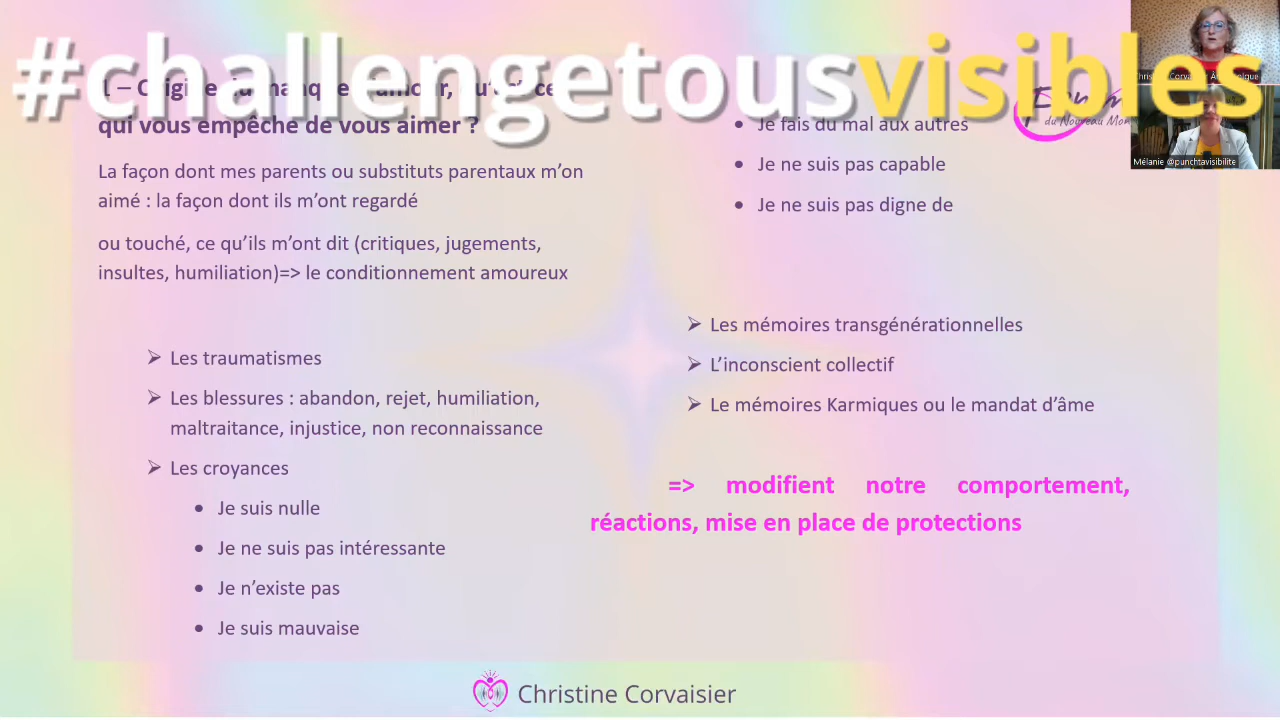 #challengetousvisibles
qui vous empêche de vous aimer ?
La façon dont mes parents ou substituts parentaux m’on
aimé : la façon dont ils m’ont regardé
ou touché, ce qu’ils m’ont dit (critiques, jugements,
insultes, humiliation)=> le conditionnement amoureux
➢ Les traumatismes
➢ Les blessures : abandon, rejet, humiliation,
maltraitance, injustice, non reconnaissance
➢ Les croyances
• Je suis nulle
• Je ne suis pas intéressante
• Je n’existe pas
• Je suis mauvaise
• Je fais du mal aux autres
• Je ne suis pas capable
• Je ne suis pas digne de
➢ Les mémoires transgénérationnelles
➢ L’inconscient collectif
➢ Le mémoires Karmiques ou le mandat d’âme
=> modifient notre comportement,
réactions, mise en place de protections
du Nouveau
Mélanie @punchtavisibilite
Christine Corvaisier